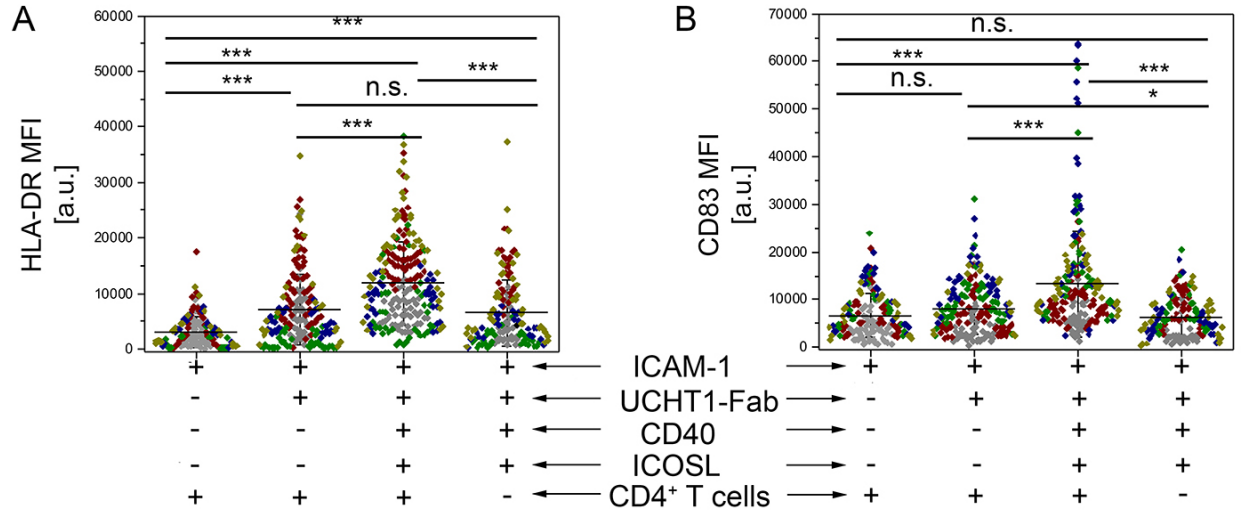 A
HLA-DR MFI
[a.u.]
60000
50000
40000
30000
20000
10000
0
***
***
***
***
n.s.
***
B
CD83 MFI
[a.u.]
70000
60000
50000
40000
30000
20000
10000
0
n.s.
***
***
n.s.
*
***
+ + + + ICAM-1 + + + +
- + + + UCHT1-Fab - + + +
- - + + CD40 - - + +
- - + + ICOSL - - + +
+ + + - CD4⁺ T cells + + + -